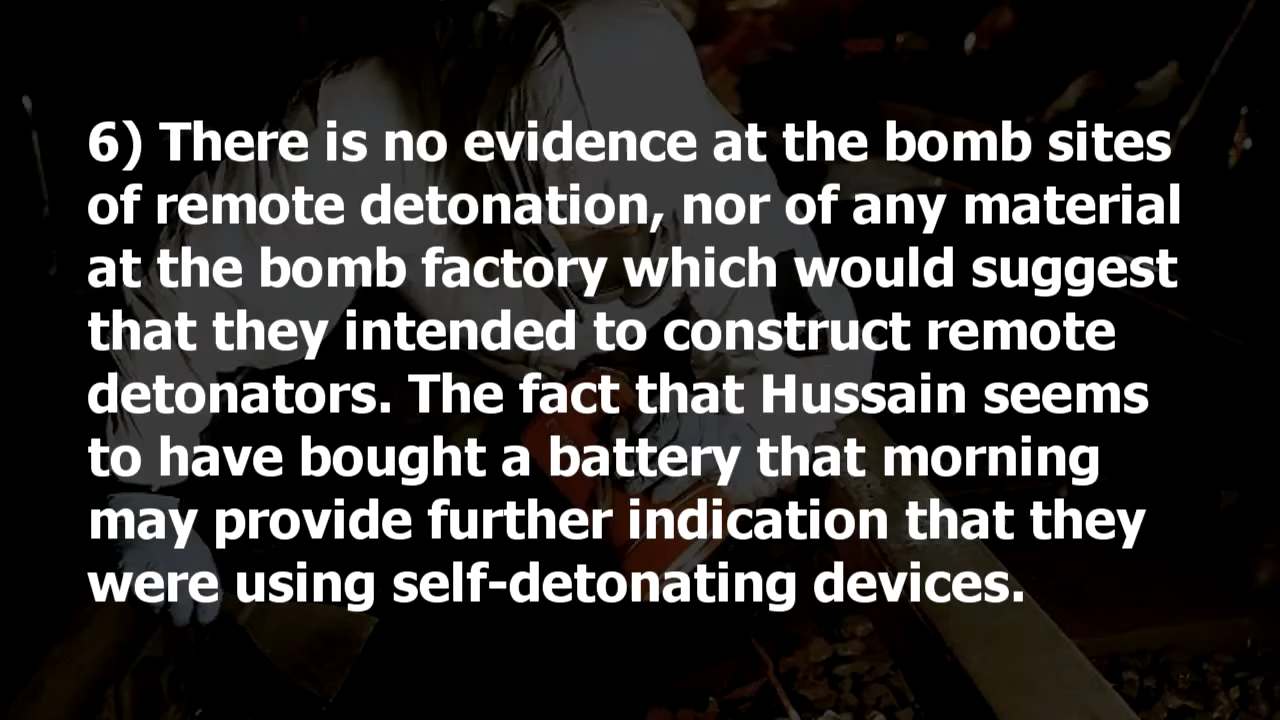 6) There is no evidence at the bomb sites
of remote detonation, nor of any material
at the bomb factory which would suggest
that they intended to construct remote
detonators. The fact that Hussain seems
to have bought a battery that morning
may provide further indication that they
were using self-detonating devices.